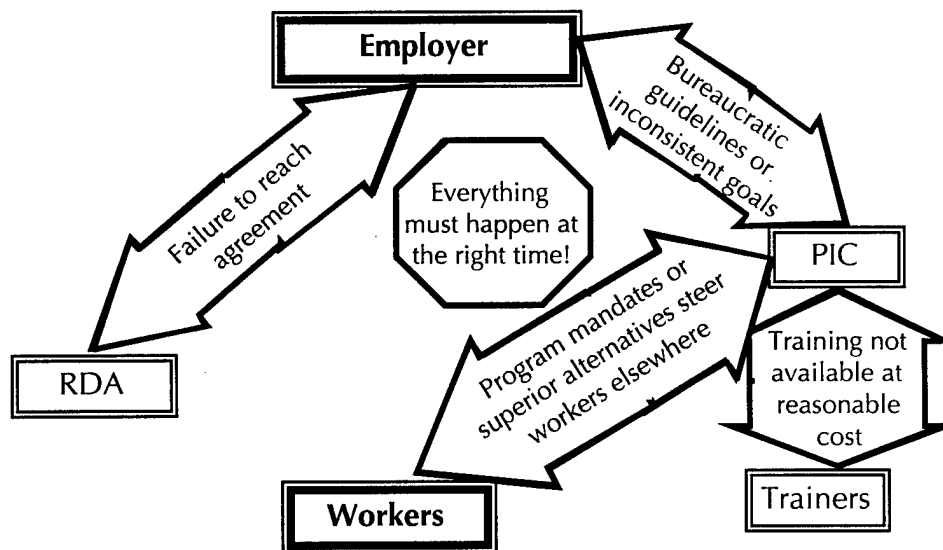 Employer
Failure to reach
agreement
Bureaucratic
guidelines or
inconsistent goals
Everything
must happen at
the right time!
PIC
RDA
Program mandates or
superior alternatives steer
workers elsewhere
Training not
available at
reasonable
cost
Workers
Trainers